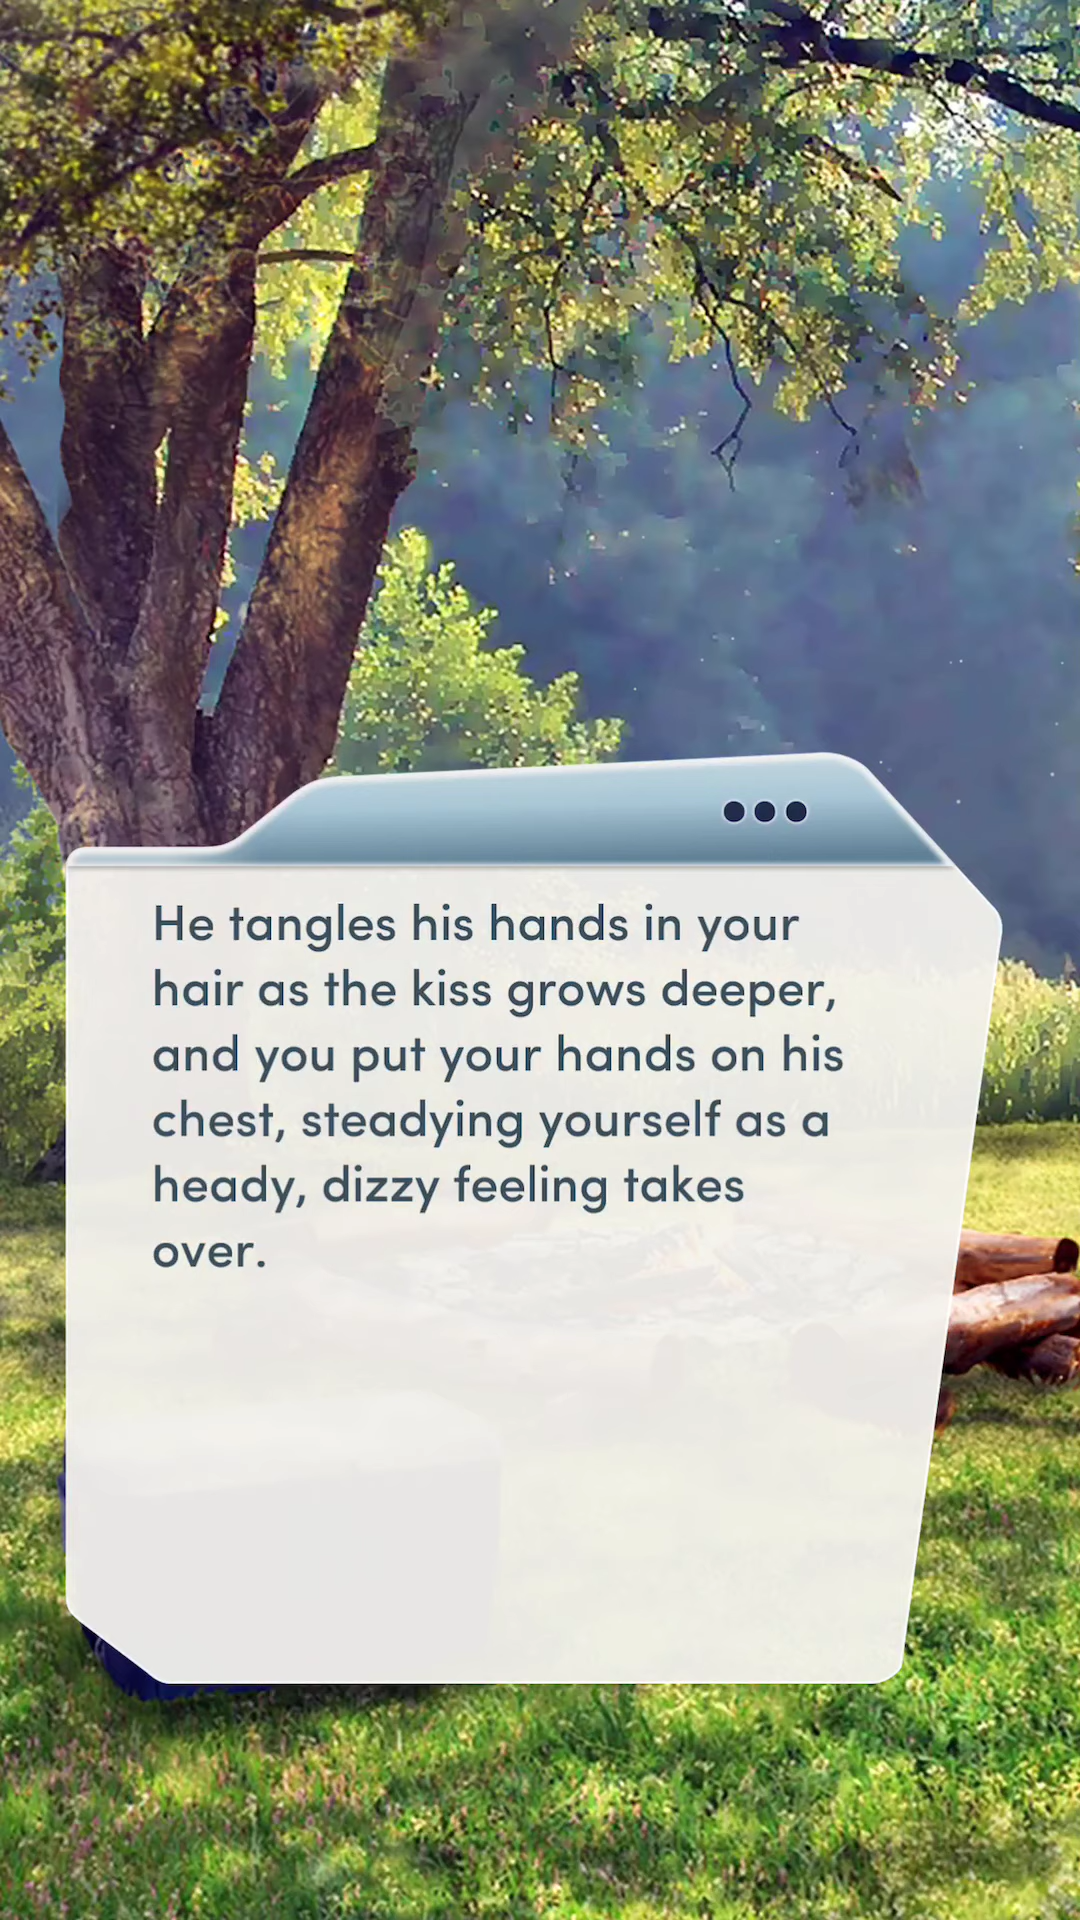 He tangles his hands in your
hair as the kiss grows deeper,
and you put your hands on his
chest, steadying yourself as a
heady, dizzy feeling takes
over.